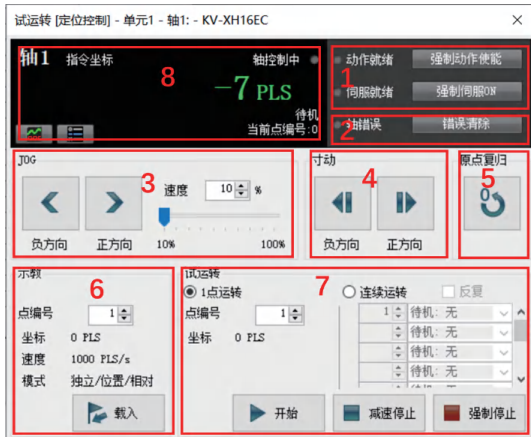 试运转 [定位控制] - 单元1 - 轴1: - KV-XH16EC
轴1 指令坐标 8 轴控制中
-7 PLS
待机
当前点编号:0
动作就绪 1 强制动作使能
伺服就绪 强制伺服ON
轴错误 2 错误清除
JOG
3 速度 10 %
负方向 正方向 10% 100%
寸动
4
负方向 正方向
原点复归
5
0
示教
6
点编号 1
坐标 0 PLS
速度 1000 PLS/s
模式 独立/位置/相对
载入
试运转
7
1点运转 连续运转 反复
点编号 1 1 待机: 无
坐标 0 PLS 待机: 无
待机: 无
待机: 无
开始 减速停止 强制停止